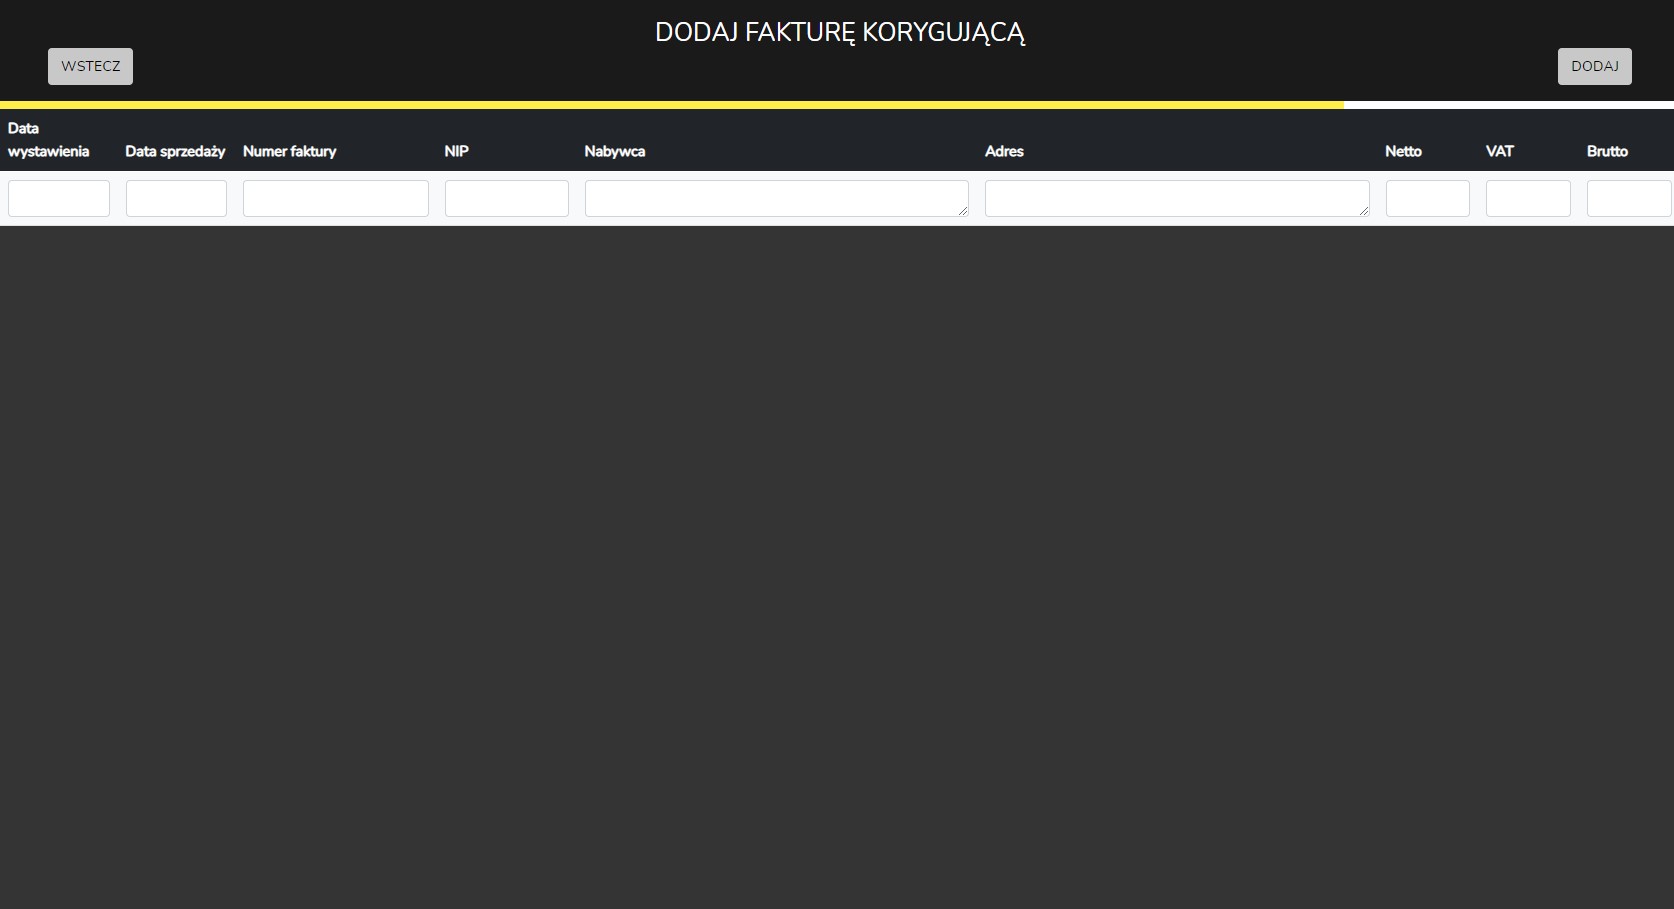 DODAJ FAKTURĘ KORYGUJĄCĄ
WSTECZ
DODAJ
Data wystawienia
Data sprzedaży
Numer faktury
NIP
Nabywca
Adres
Netto
VAT
Brutto